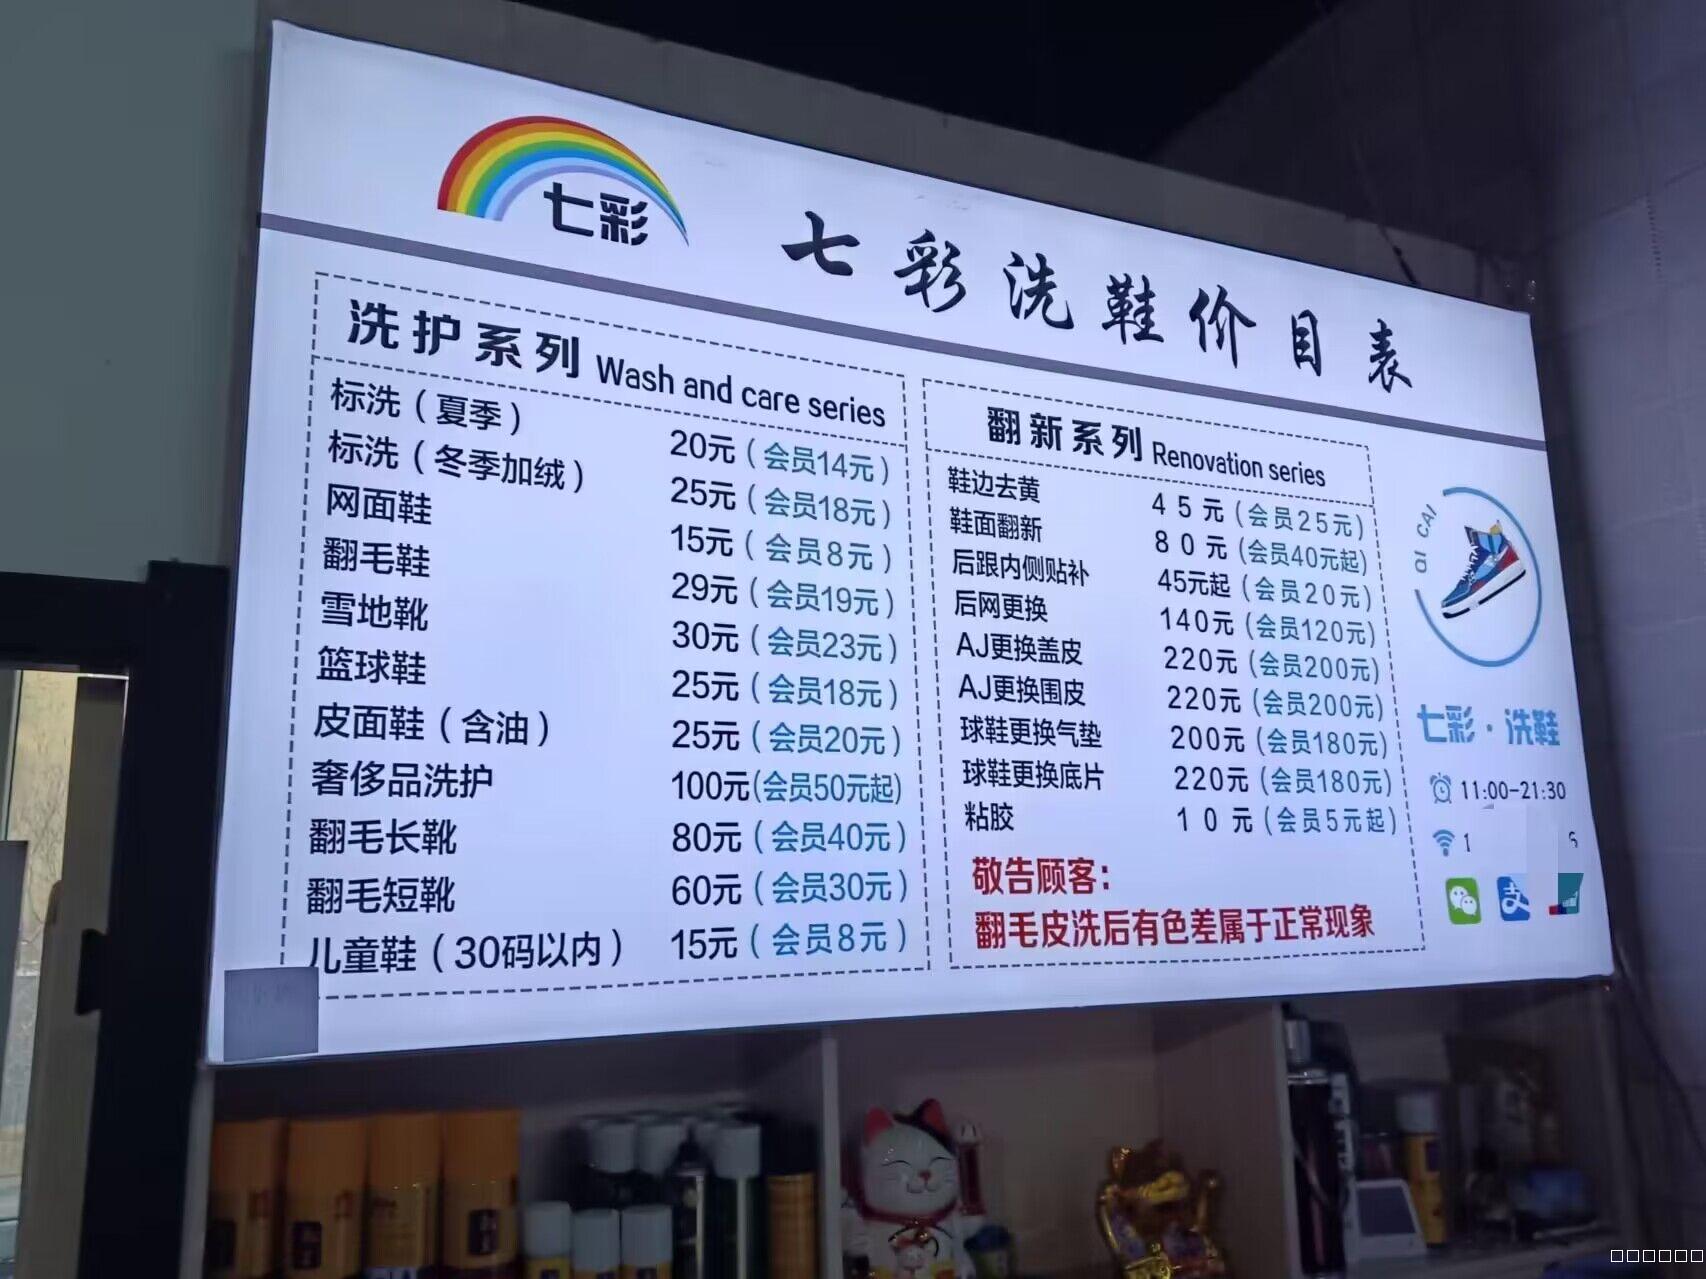 七彩
七彩洗鞋价目表
洗护系列 Wash and care series
标洗（夏季） 20元（会员14元）
标洗（冬季加绒） 25元（会员18元）
网面鞋 15元（会员8元）
翻毛鞋 29元（会员19元）
雪地靴 30元（会员23元）
篮球鞋 25元（会员18元）
皮面鞋（含油） 25元（会员20元）
奢侈品洗护 100元(会员50元起)
翻毛长靴 80元（会员40元）
翻毛短靴 60元（会员30元）
儿童鞋（30码以内） 15元（会员8元）
翻新系列 Renovation series
鞋边去黄 45元(会员25元)
鞋面翻新 80元(会员40元起)
后跟内侧贴补 45元起(会员20元)
后网更换 140元(会员120元)
AJ更换盖皮 220元(会员200元)
AJ更换围皮 220元(会员200元)
球鞋更换气垫 200元(会员180元)
球鞋更换底片 220元(会员180元)
粘胶 10元(会员5元起)
敬告顾客：
翻毛皮洗后有色差属于正常现象
QI CAI
七彩·洗鞋
11:00-21:30
1 6
支